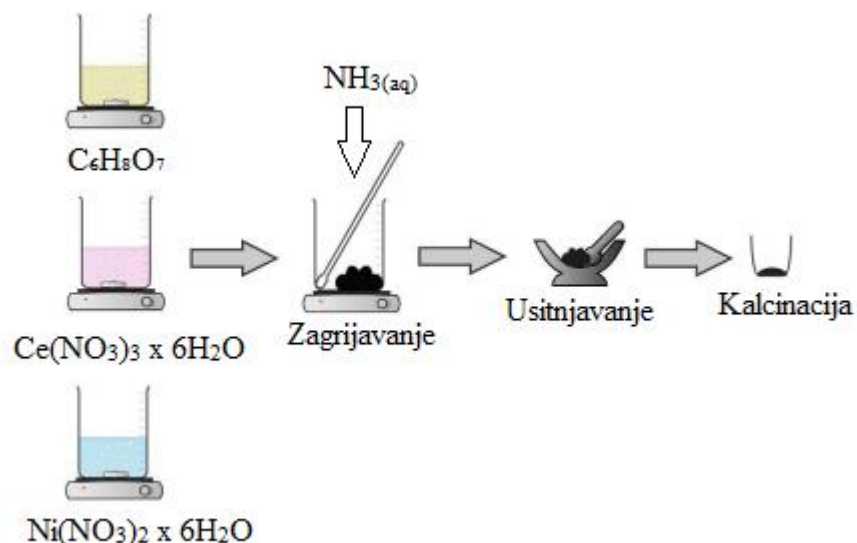 NH3(aq)
C6H8O7
Ce(NO3)3 x 6H2O
Zagrijavanje
Usitnjavanje
Kalcinacija
Ni(NO3)2 x 6H2O